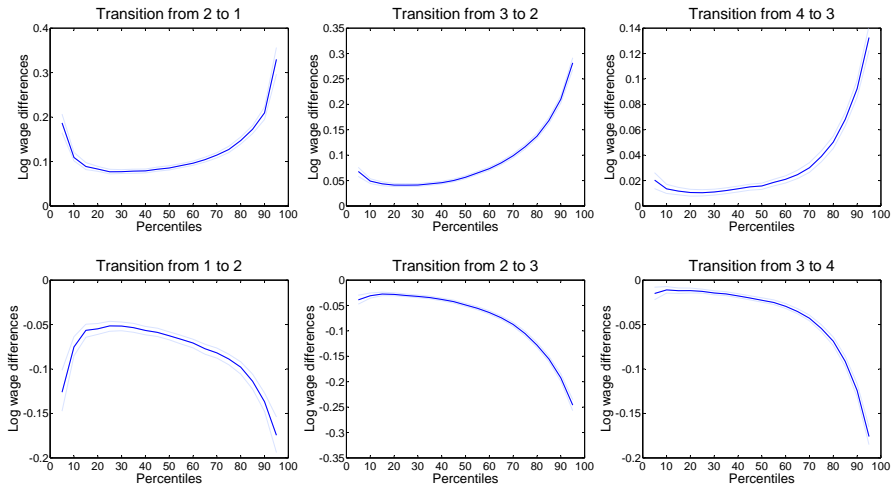 Transition from 2 to 1
0.4
0.3
0.2
0.1
0
0 10 20 30 40 50 60 70 80 90 100
Percentiles
Log wage differences
Transition from 3 to 2
0.35
0.3
0.25
0.2
0.15
0.1
0.05
0
0 10 20 30 40 50 60 70 80 90 100
Percentiles
Log wage differences
Transition from 4 to 3
0.14
0.12
0.1
0.08
0.06
0.04
0.02
0
0 10 20 30 40 50 60 70 80 90 100
Percentiles
Log wage differences
Transition from 1 to 2
0
-0.05
-0.1
-0.15
-0.2
0 10 20 30 40 50 60 70 80 90 100
Percentiles
Log wage differences
Transition from 2 to 3
0
-0.05
-0.1
-0.15
-0.2
-0.25
-0.3
-0.35
0 10 20 30 40 50 60 70 80 90 100
Percentiles
Log wage differences
Transition from 3 to 4
0
-0.05
-0.1
-0.15
-0.2
0 10 20 30 40 50 60 70 80 90 100
Percentiles
Log wage differences